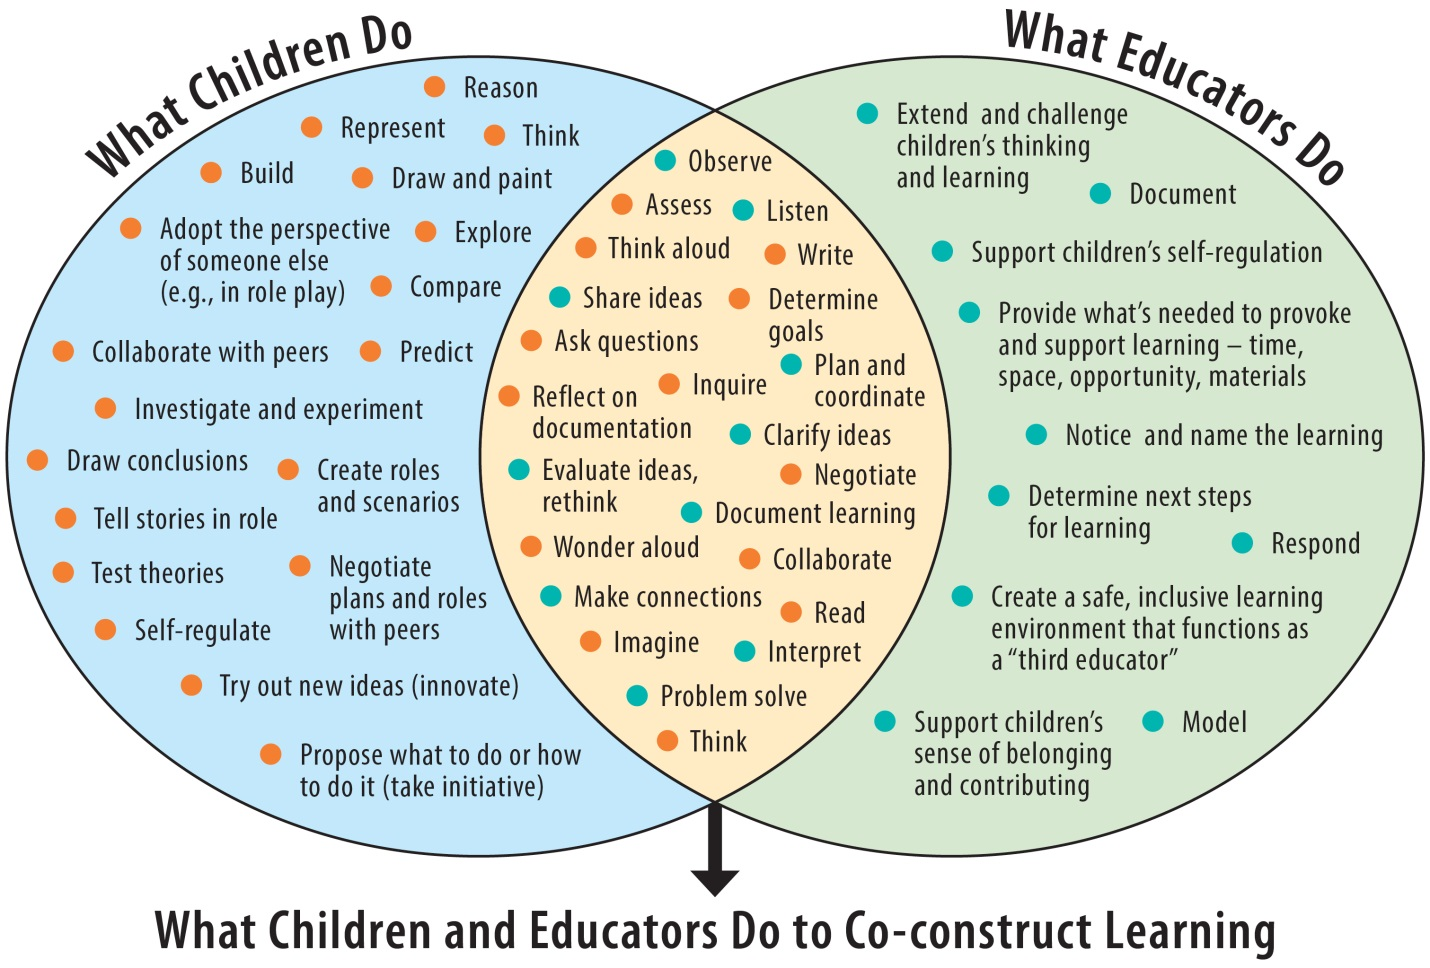 What Children Do
Reason
Represent
Think
Build
Draw and paint
Adopt the perspective
of someone else
(e.g., in role play)
Explore
Compare
Collaborate with peers
Predict
Investigate and experiment
Draw conclusions
Create roles
and scenarios
Tell stories in role
Test theories
Negotiate
plans and roles
with peers
Self-regulate
Try out new ideas (innovate)
Propose what to do or how
to do it (take initiative)
Observe
Assess
Listen
Think aloud
Write
Share ideas
Determine
goals
Ask questions
Plan and
coordinate
Inquire
Reflect on
documentation
Clarify ideas
Evaluate ideas,
rethink
Negotiate
Document learning
Wonder aloud
Collaborate
Make connections
Read
Imagine
Interpret
Problem solve
Think
What Educators Do
Extend and challenge
children’s thinking
and learning
Document
Support children’s self-regulation
Provide what’s needed to provoke
and support learning – time,
space, opportunity, materials
Notice and name the learning
Determine next steps
for learning
Respond
Create a safe, inclusive learning
environment that functions as
a “third educator”
Support children’s
sense of belonging
and contributing
Model
What Children and Educators Do to Co-construct Learning